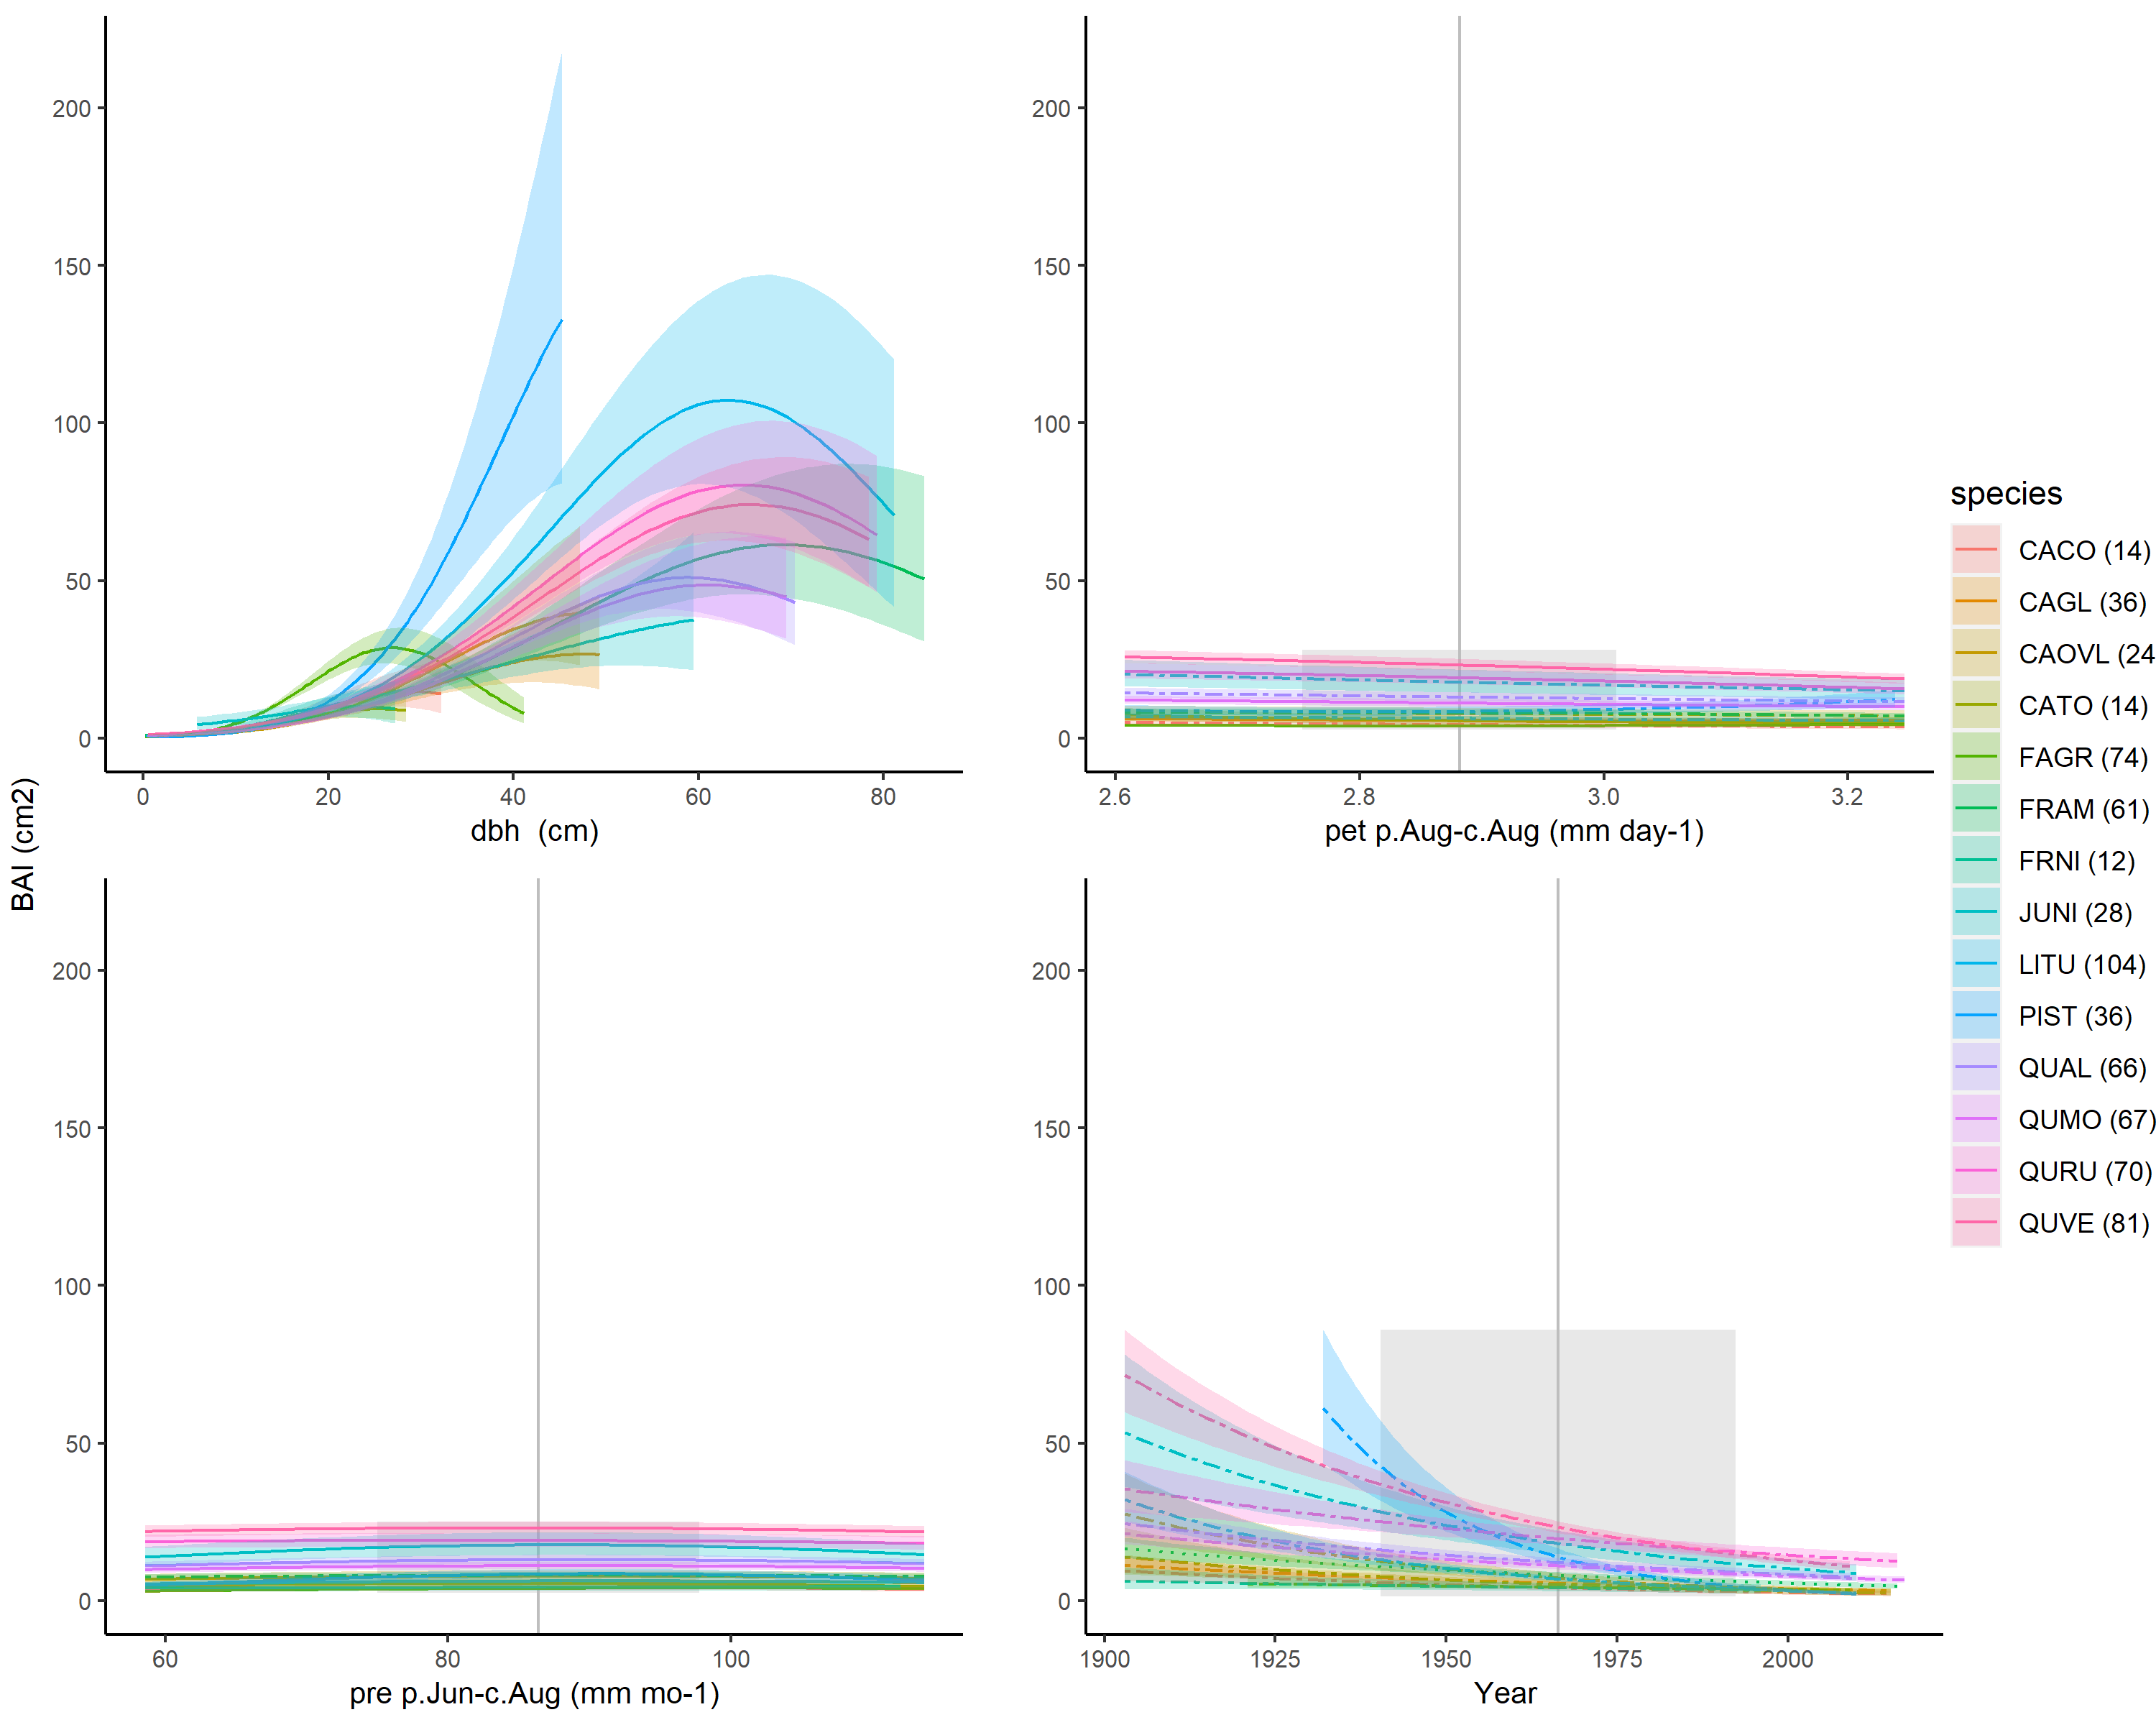 BAI (cm2)
200
150
100
50
0
0 20 40 60 80
dbh (cm)
200
150
100
50
0
2.6 2.8 3.0 3.2
pet p.Aug-c.Aug (mm day-1)
200
150
100
50
0
60 80 100
pre p.Jun-c.Aug (mm mo-1)
200
150
100
50
0
1900 1925 1950 1975 2000
Year
species
CACO (14)
CAGL (36)
CAOVL (24
CATO (14)
FAGR (74)
FRAM (61)
FRNI (12)
JUNI (28)
LITU (104)
PIST (36)
QUAL (66)
QUMO (67)
QURU (70)
QUVE (81)